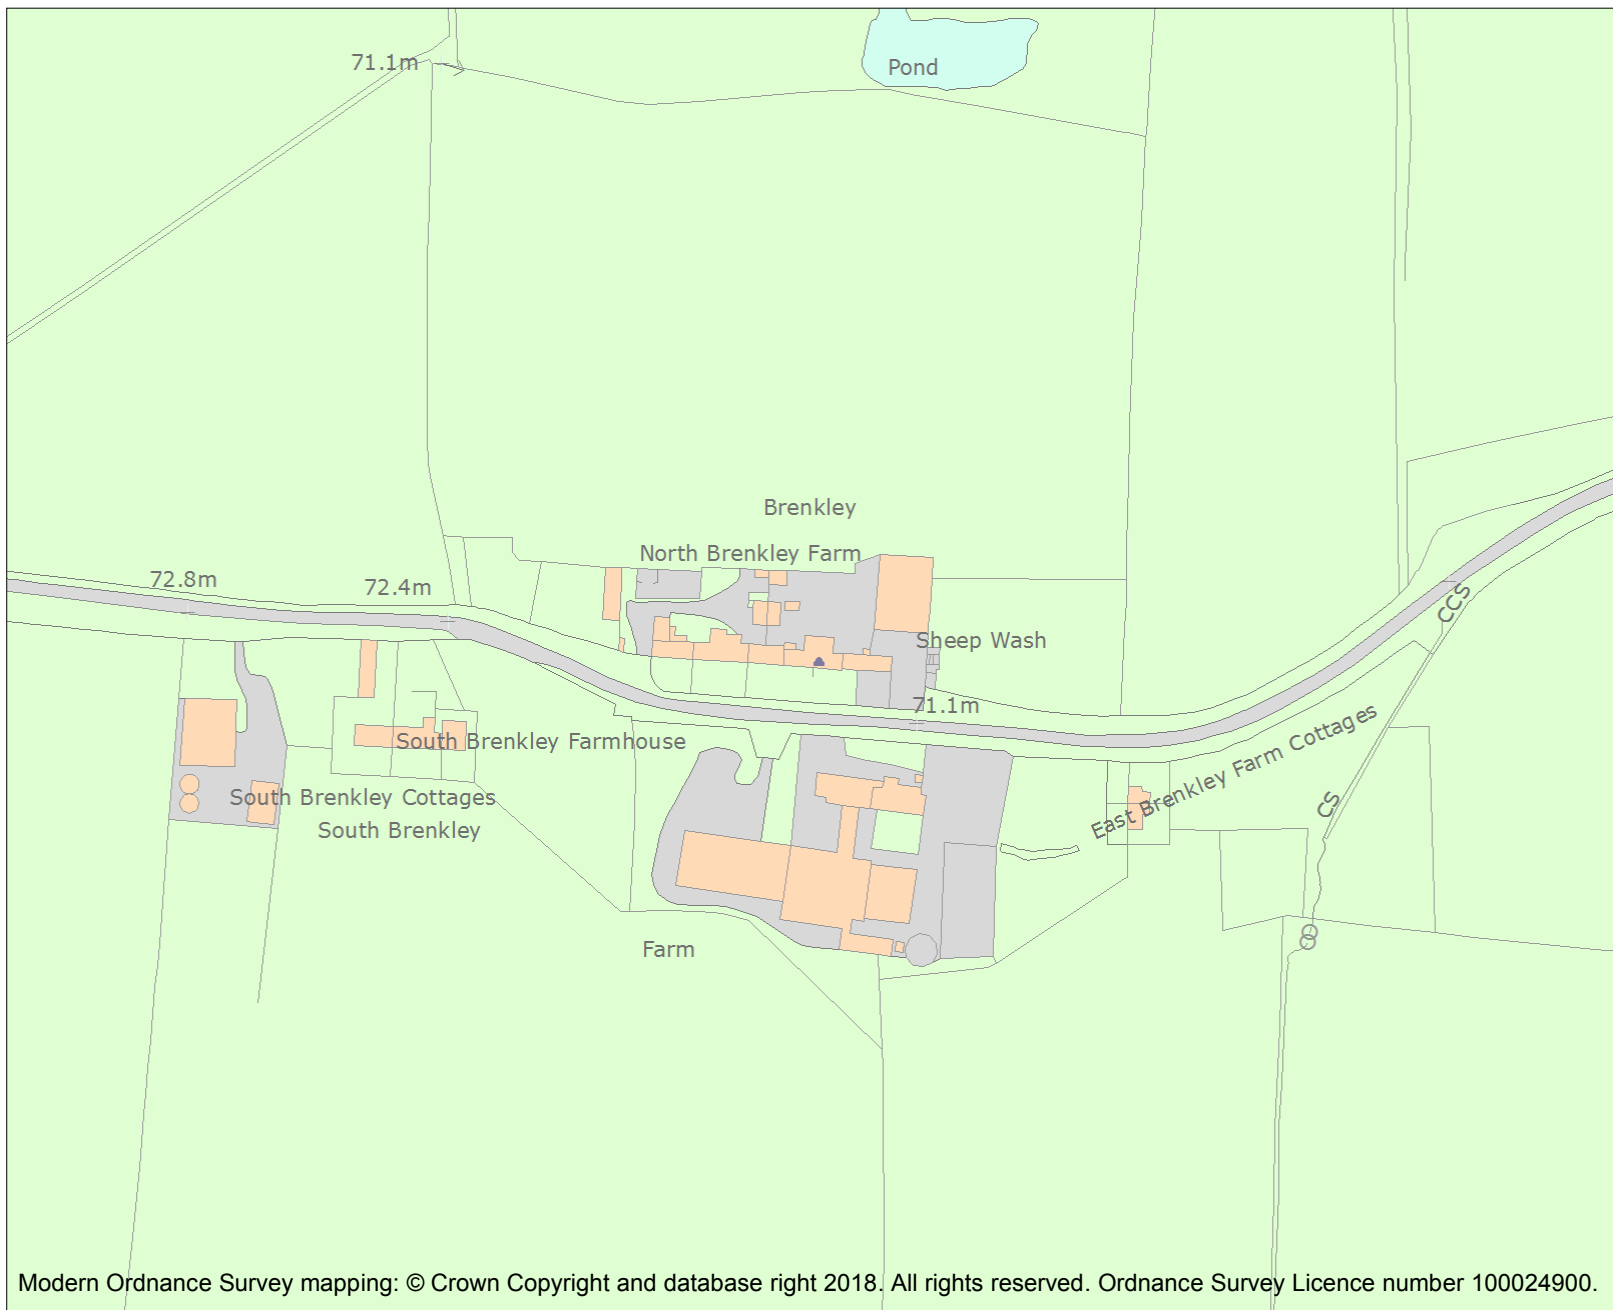 71.1m
Pond
Brenkley
North Brenkley Farm
72.8m
72.4m
CCS
Sheep Wash
71.1m
East Brenkley Farm Cottages
South Brenkley Farmhouse
South Brenkley Cottages
CS
South Brenkley
Farm
Modern Ordnance Survey mapping: © Crown Copyright and database right 2018. All rights reserved. Ordnance Survey Licence number 100024900.